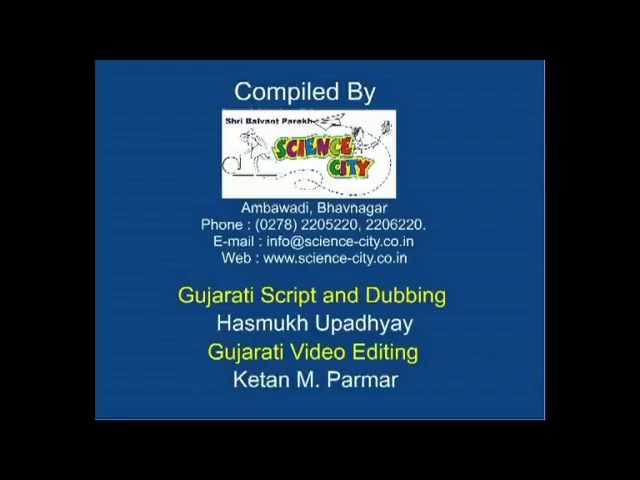 Compiled By
Shri Balvant Parekh
SCIENCE
CITY
Ambawadi, Bhavnagar
Phone : (0278) 2205220, 2206220.
E-mail : info@science-city.co.in
Web : www.science-city.co.in
Gujarati Script and Dubbing
Hasmukh Upadhyay
Gujarati Video Editing
Ketan M. Parmar